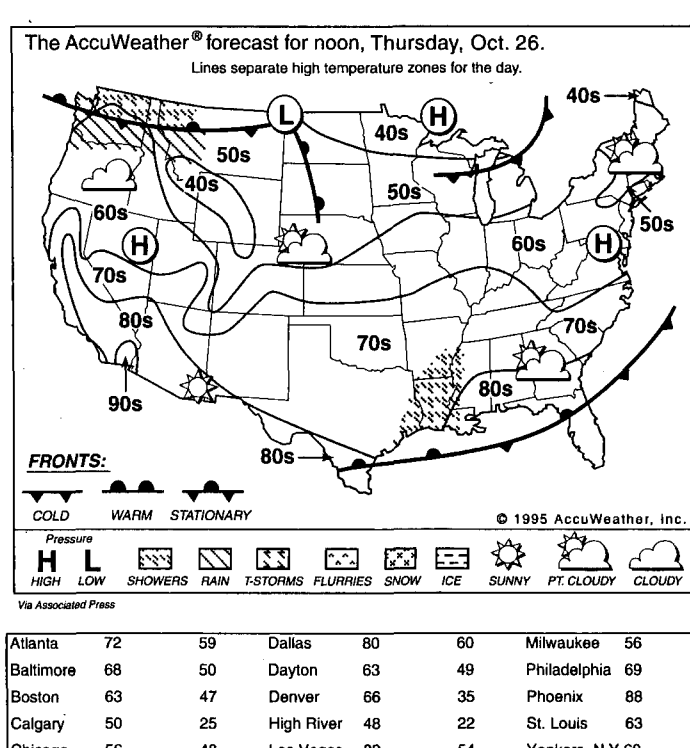 The AccuWeather® forecast for noon, Thursday, Oct. 26.
Lines separate high temperature zones for the day.
40s
L
H
40s
50s
40s
50s
60s
50s
H
60s
H
70s
80s
70s
70s
80s
90s
80s
FRONTS:
COLD WARM STATIONARY
© 1995 AccuWeather, Inc.
Pressure
H L
HIGH LOW SHOWERS RAIN T-STORMS FLURRIES SNOW ICE SUNNY PT. CLOUDY CLOUDY
Via Associated Press
Atlanta 72 59 Dallas 80 60 Milwaukee 56
Baltimore 68 50 Dayton 63 49 Philadelphia 69
Boston 63 47 Denver 66 35 Phoenix 88
Calgary 50 25 High River 48 22 St. Louis 63